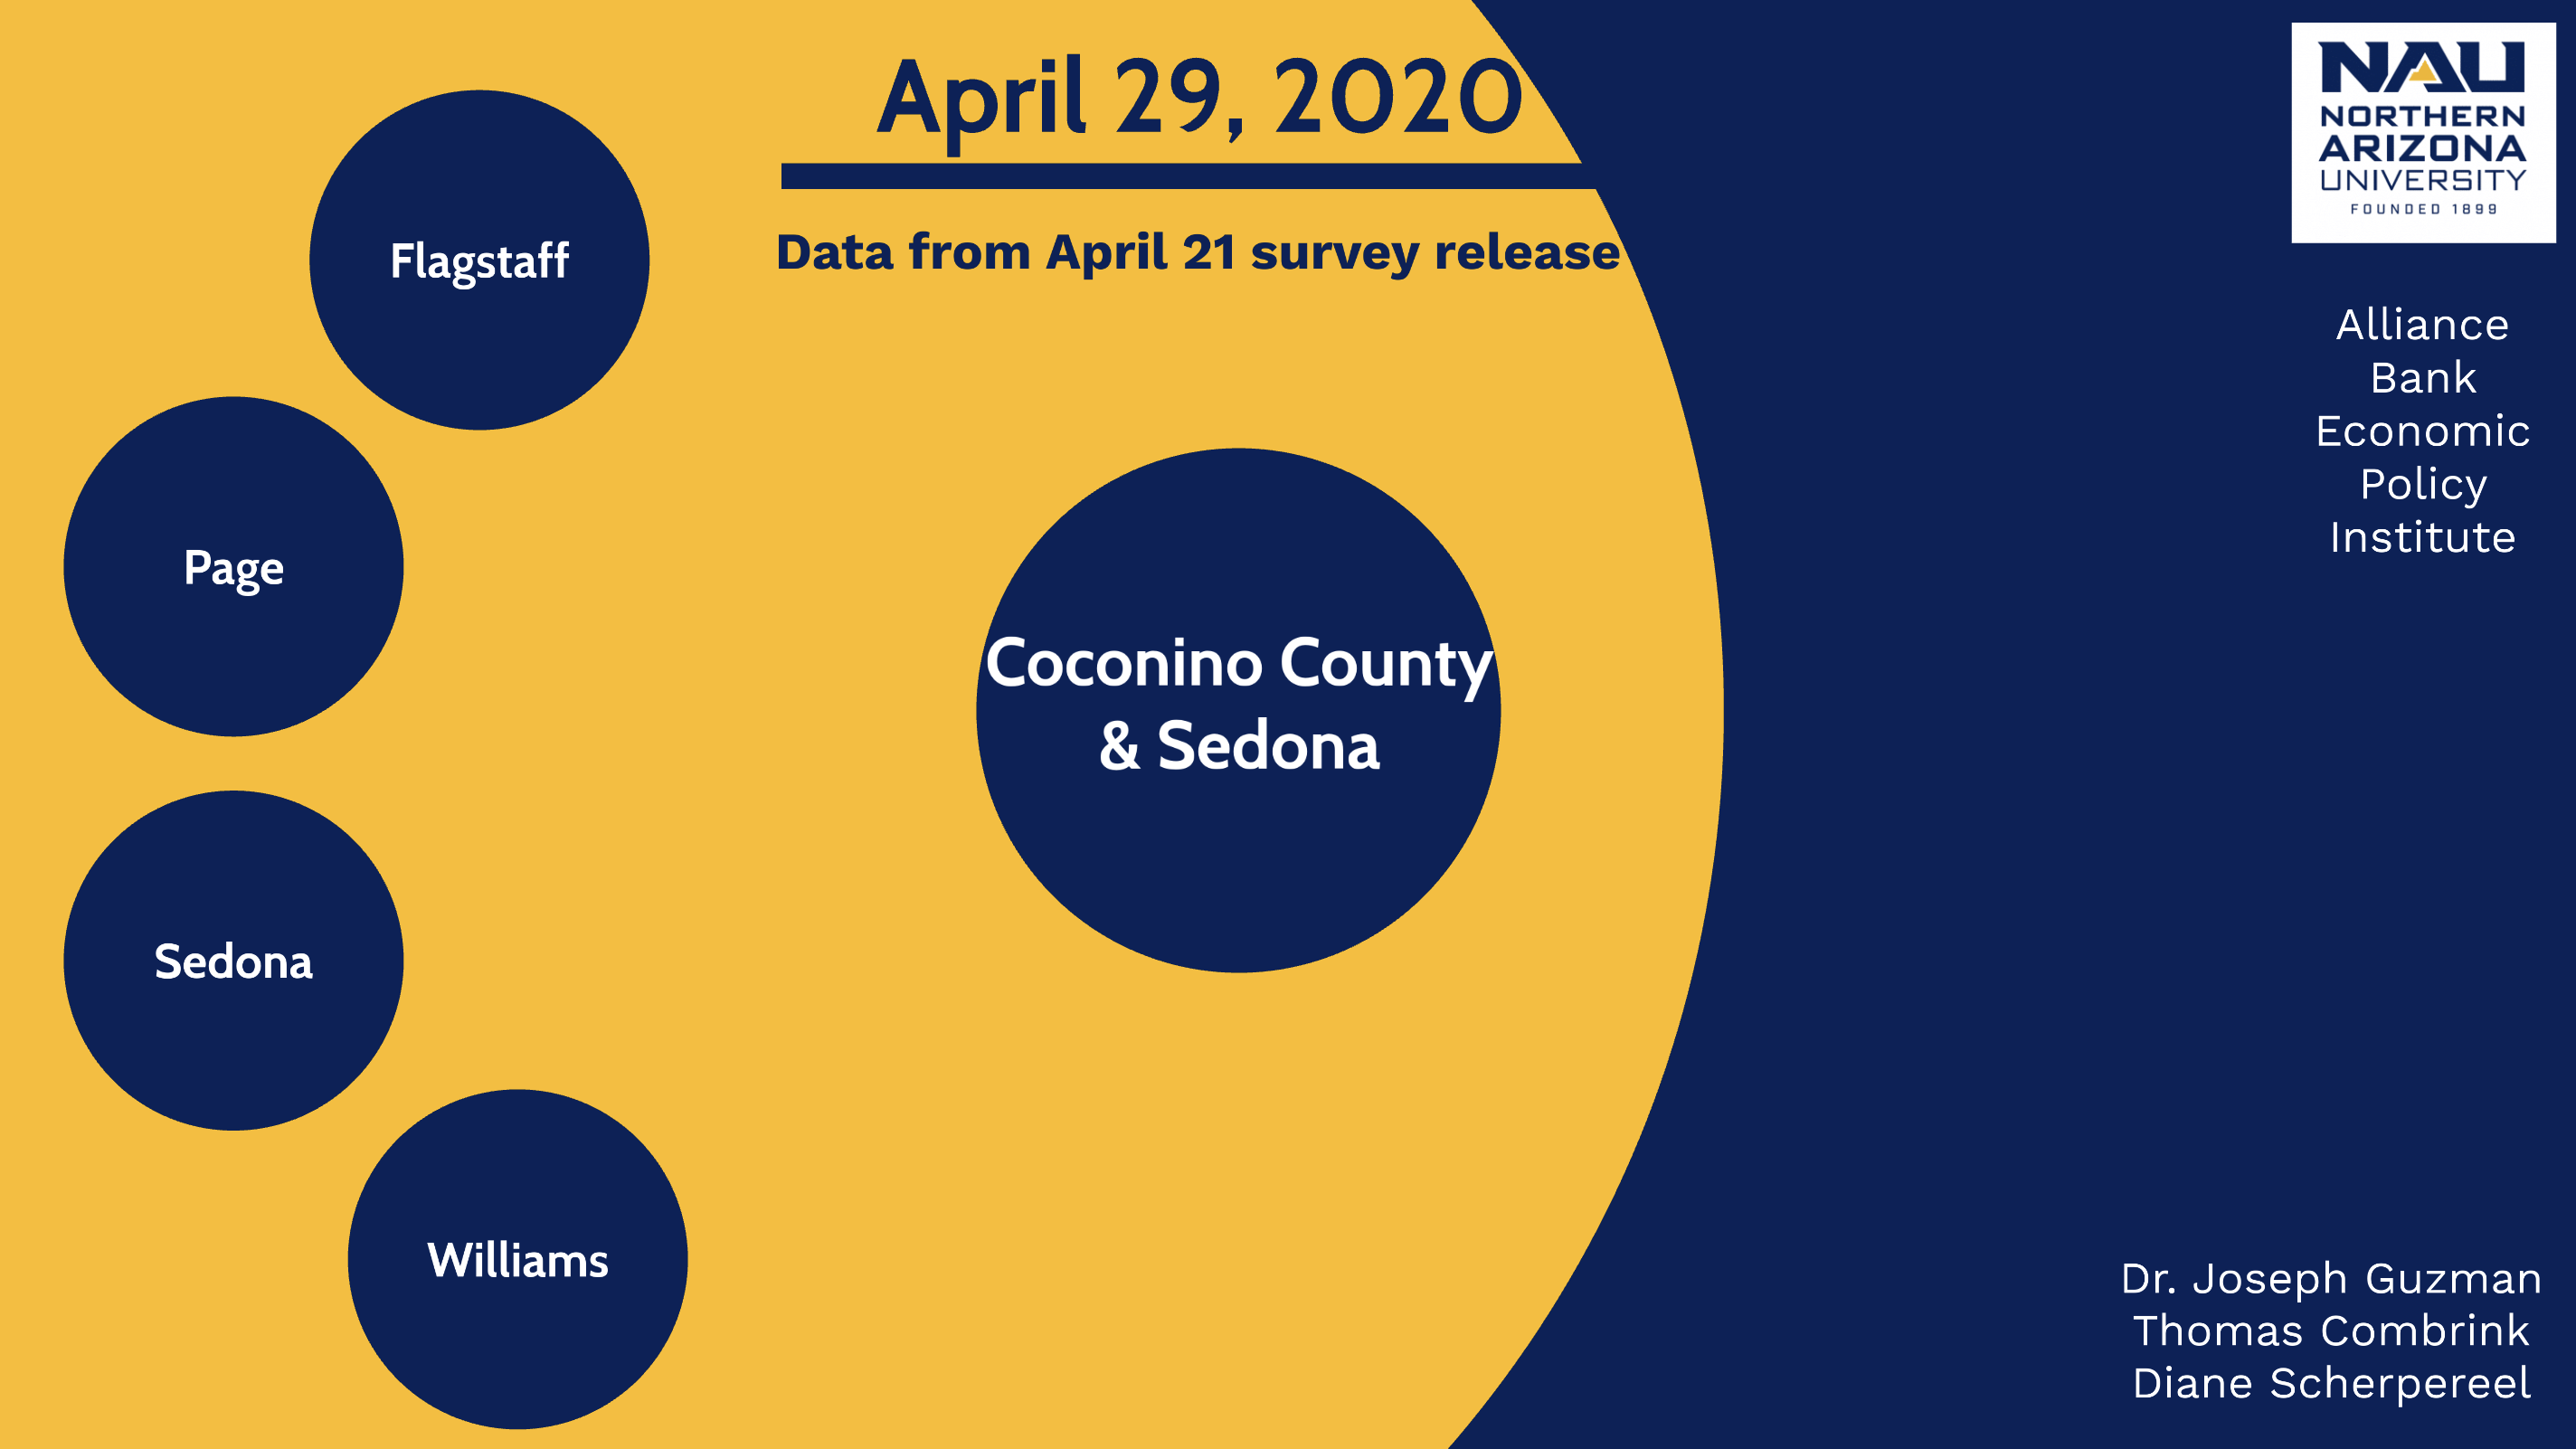 April 29, 2020
Data from April 21 survey release
Flagstaff
Page
Sedona
Williams
Coconino County
& Sedona
NAU
NORTHERN
ARIZONA
UNIVERSITY
FOUNDED 1899
Alliance
Bank
Economic
Policy
Institute
Dr. Joseph Guzman
Thomas Combrink
Diane Scherpereel